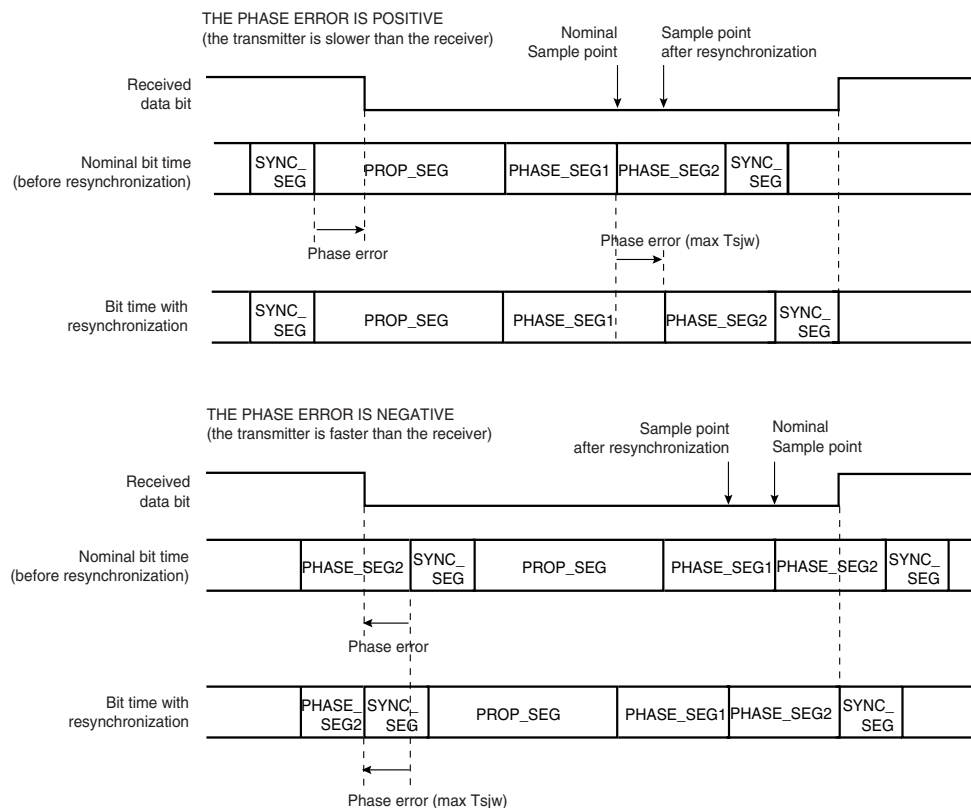 THE PHASE ERROR IS POSITIVE
(the transmitter is slower than the receiver)
Nominal
Sample point
Sample point
after resynchronization
Received
data bit
Nominal bit time
(before resynchronization)
SYNC_
SEG
PROP_SEG
PHASE_SEG1
PHASE_SEG2
SYNC_
SEG
Phase error
Phase error (max Tsjw)
Bit time with
resynchronization
SYNC_
SEG
PROP_SEG
PHASE_SEG1
PHASE_SEG2
SYNC_
SEG
THE PHASE ERROR IS NEGATIVE
(the transmitter is faster than the receiver)
Sample point
after resynchronization
Nominal
Sample point
Received
data bit
Nominal bit time
(before resynchronization)
PHASE_SEG2
SYNC_
SEG
PROP_SEG
PHASE_SEG1
PHASE_SEG2
SYNC_
SEG
Phase error
Bit time with
resynchronization
PHASE_
SEG2
SYNC_
SEG
PROP_SEG
PHASE_SEG1
PHASE_SEG2
SYNC_
SEG
Phase error (max Tsjw)